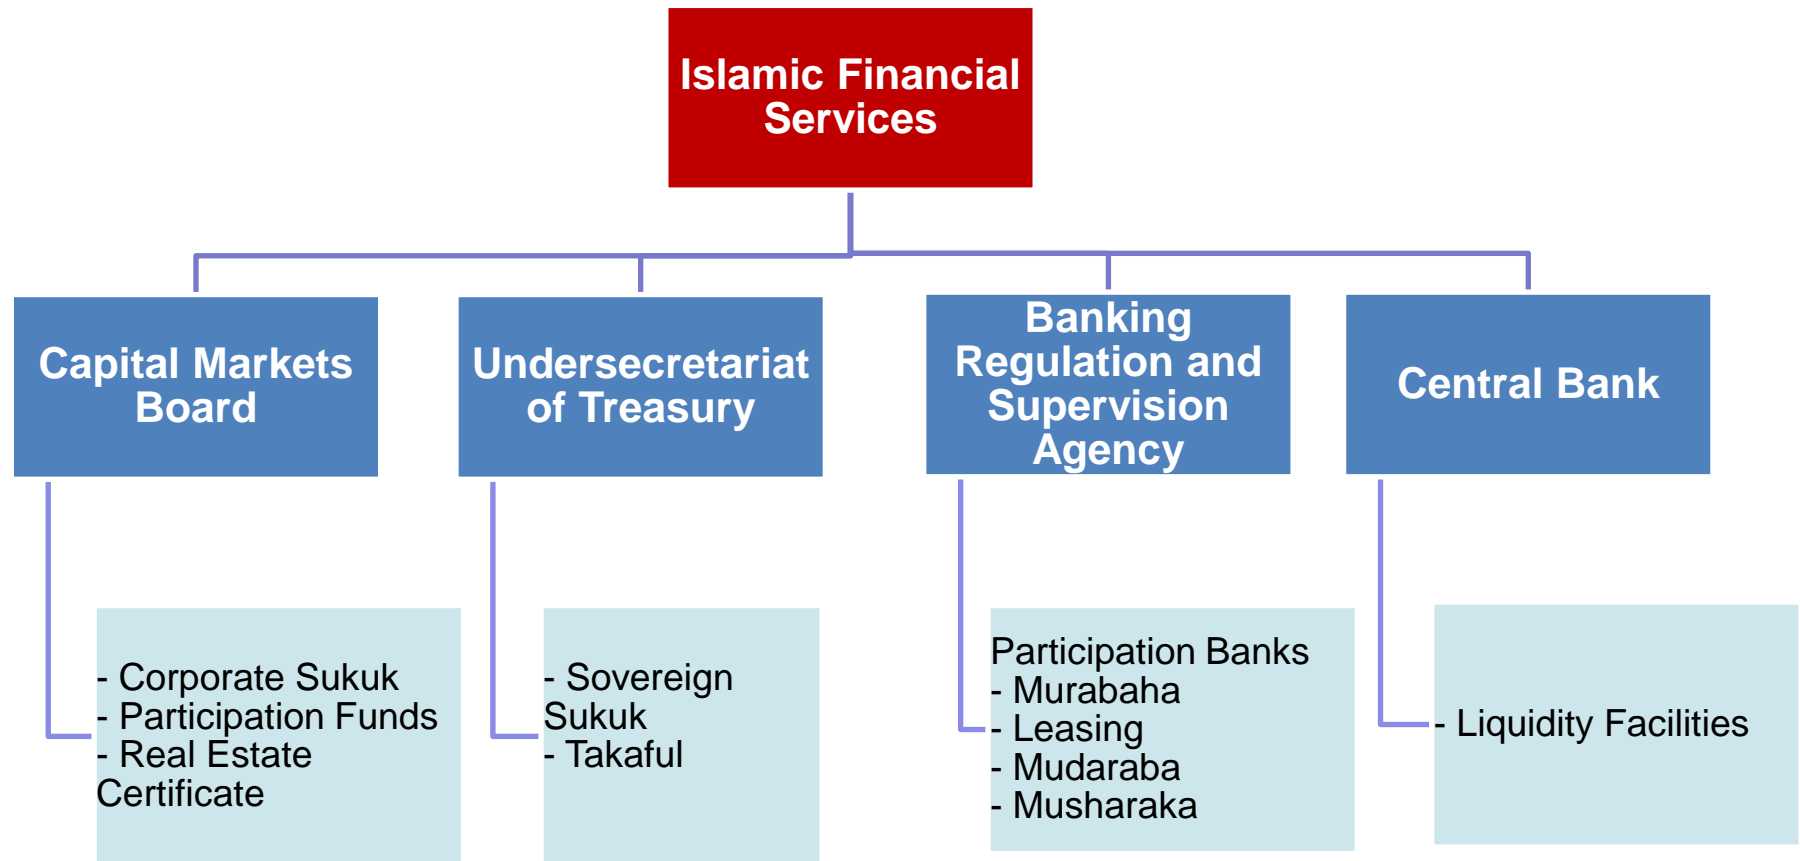 Islamic Financial
Services
Capital Markets
Board
Undersecretariat
of Treasury
Banking
Regulation and
Supervision
Agency
Central Bank
- Corporate Sukuk
- Participation Funds
- Real Estate
Certificate
- Sovereign
Sukuk
- Takaful
Participation Banks
- Murabaha
- Leasing
- Mudaraba
- Musharaka
- Liquidity Facilities